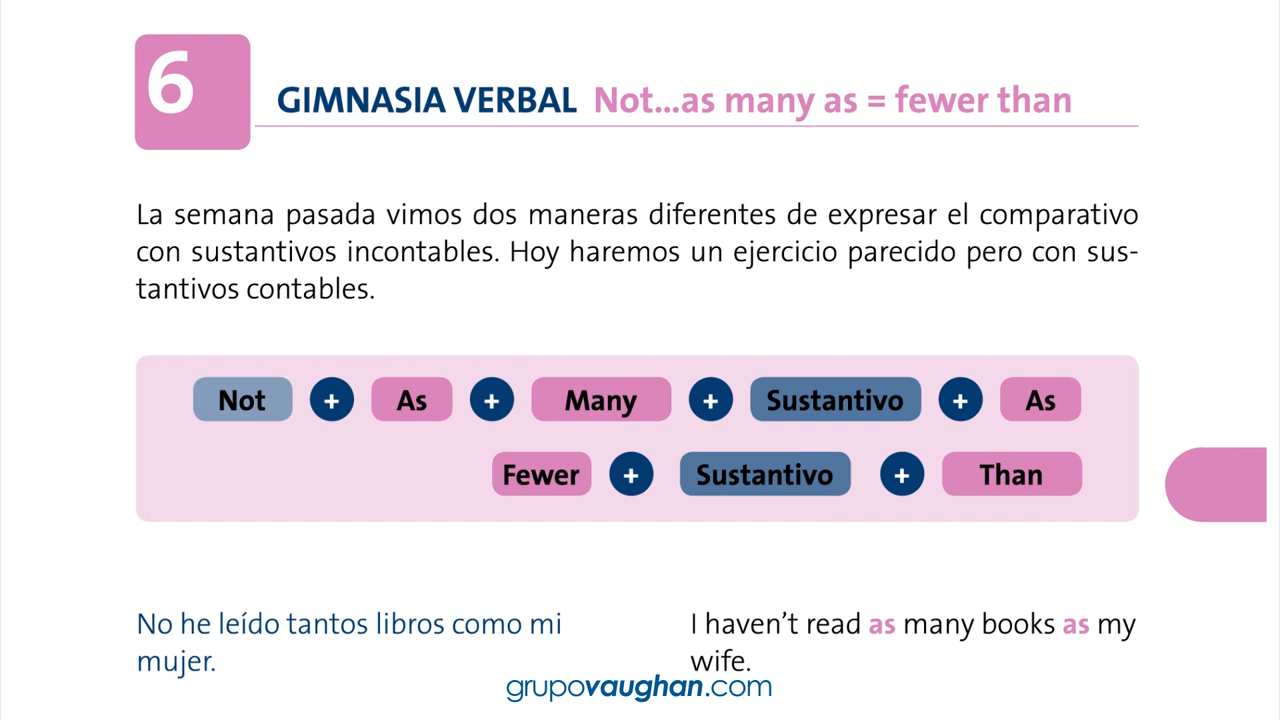 6
GIMNASIA VERBAL Not...as many as = fewer than
La semana pasada vimos dos maneras diferentes de expresar el comparativo
con sustantivos incontables. Hoy haremos un ejercicio parecido pero con sus-
tantivos contables.
Not + As + Many + Sustantivo + As
Fewer + Sustantivo + Than
No he leído tantos libros como mi
mujer.
I haven't read as many books as my
wife.
grupovaughan.com